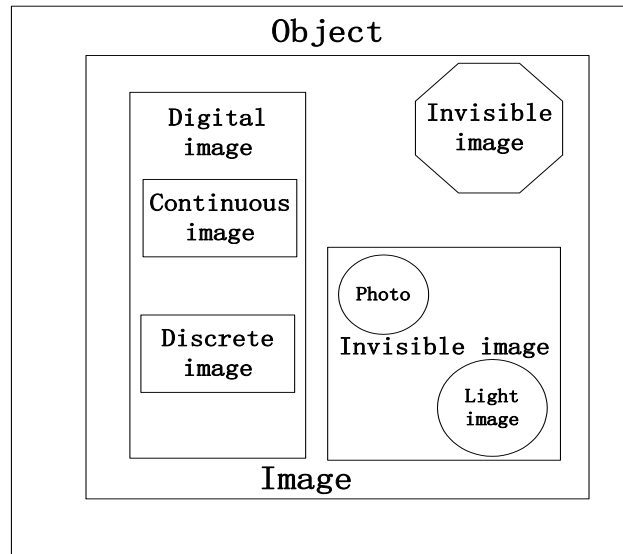 Object
Digital
image
Invisible
image
Continuous
image
Photo
Discrete
image
Invisible image
Light
image
Image